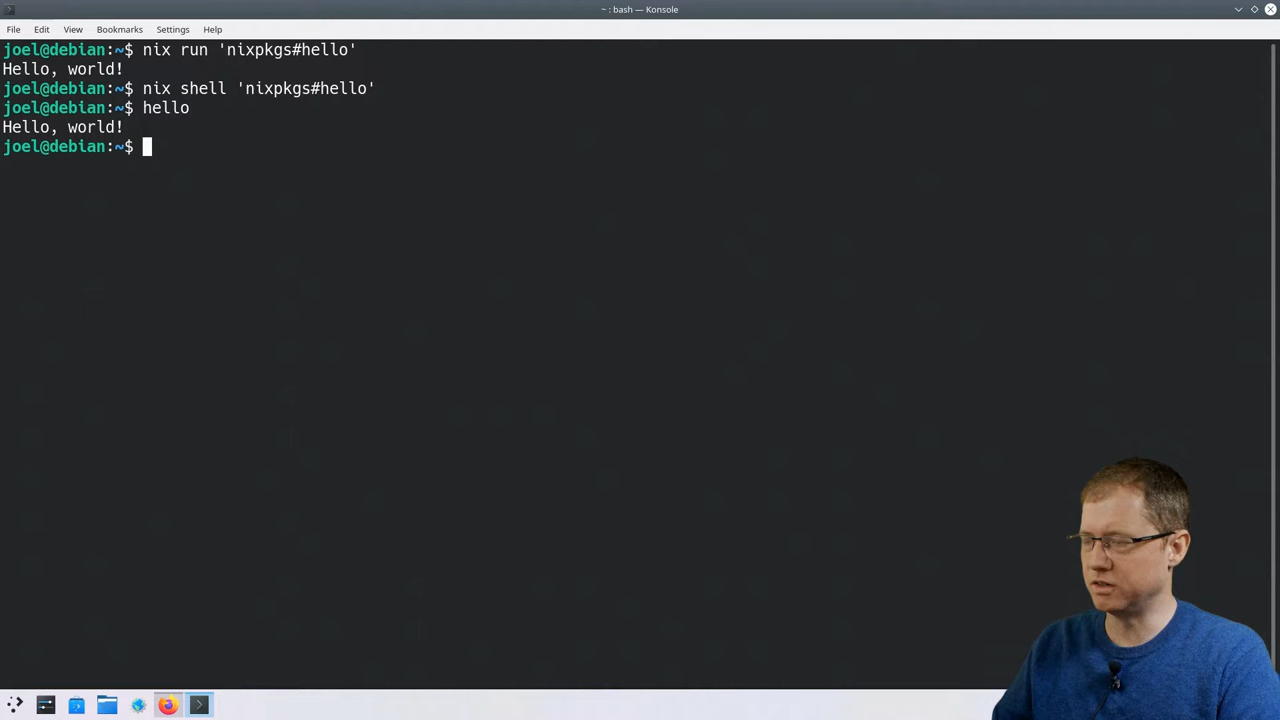 ~ : bash — Konsole
File Edit View Bookmarks Settings Help
joel@debian:~$ nix run 'nixpkgs#hello'
Hello, world!
joel@debian:~$ nix shell 'nixpkgs#hello'
joel@debian:~$ hello
Hello, world!
joel@debian:~$